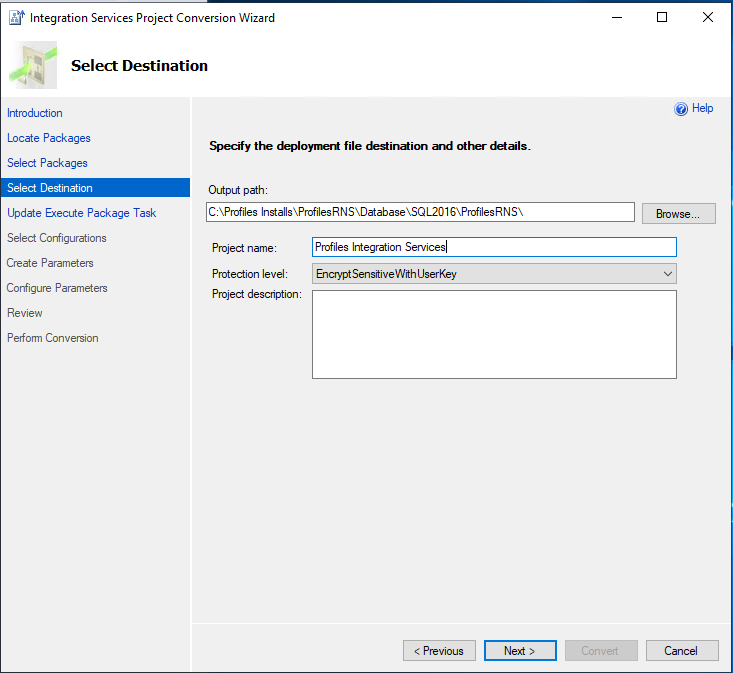 Integration Services Project Conversion Wizard
Select Destination
Introduction
Locate Packages
Select Packages
Select Destination
Update Execute Package Task
Select Configurations
Create Parameters
Configure Parameters
Review
Perform Conversion
Help
Specify the deployment file destination and other details.
Output path:
C:\Profiles Installs\ProfilesRNS\Database\SQL2016\ProfilesRNS\
Browse...
Project name: Profiles Integration Services
Protection level: EncryptSensitiveWithUserKey
Project description:
< Previous Next > Convert Cancel